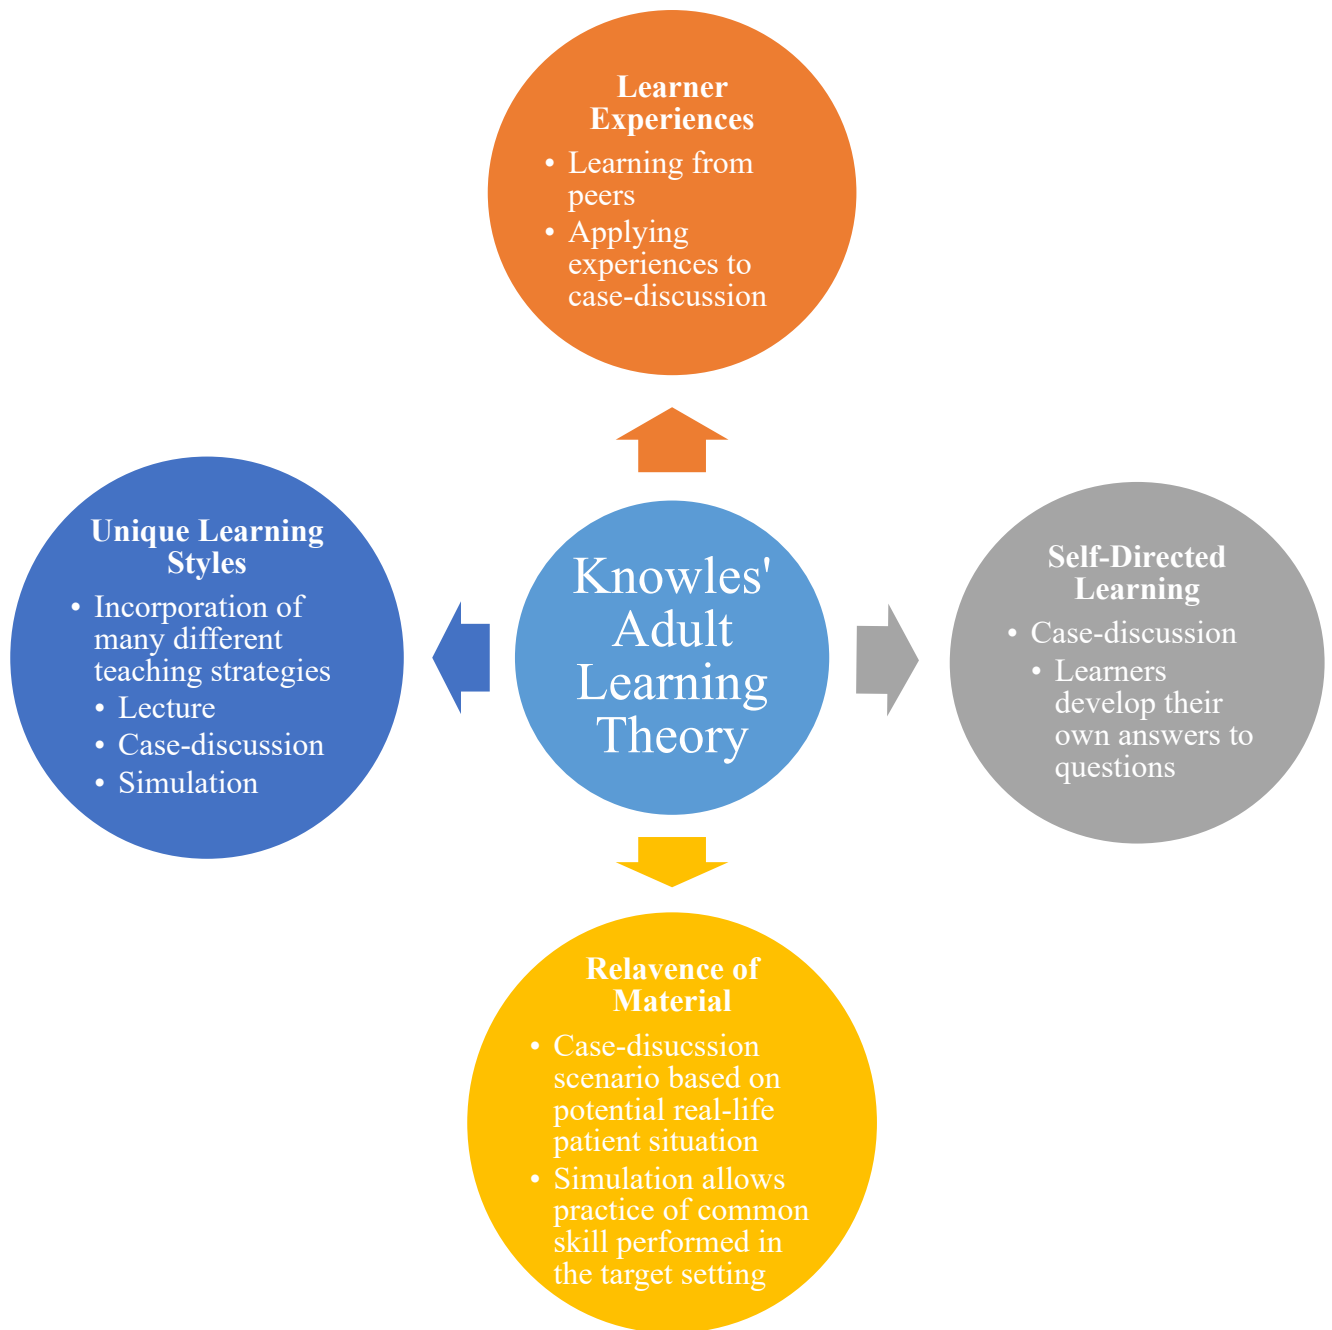 Learner
Experiences
• Learning from
peers
• Applying
experiences to
case-discussion
Unique Learning
Styles
• Incorporation of
many different
teaching strategies
• Lecture
• Case-discussion
• Simulation
Knowles'
Adult
Learning
Theory
Self-Directed
Learning
• Case-discussion
• Learners
develop their
own answers to
questions
Relavence of
Material
• Case-disucssion
scenario based on
potential real-life
patient situation
• Simulation allows
practice of common
skill performed in
the target setting